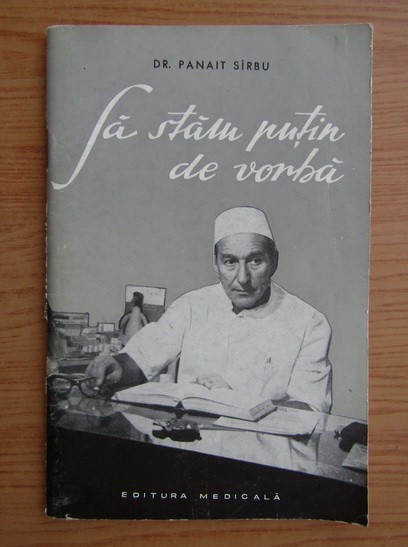 DR. PANAIT SÎRBU
Să stăm puțin
de vorbă
EDITURA MEDICALĂ